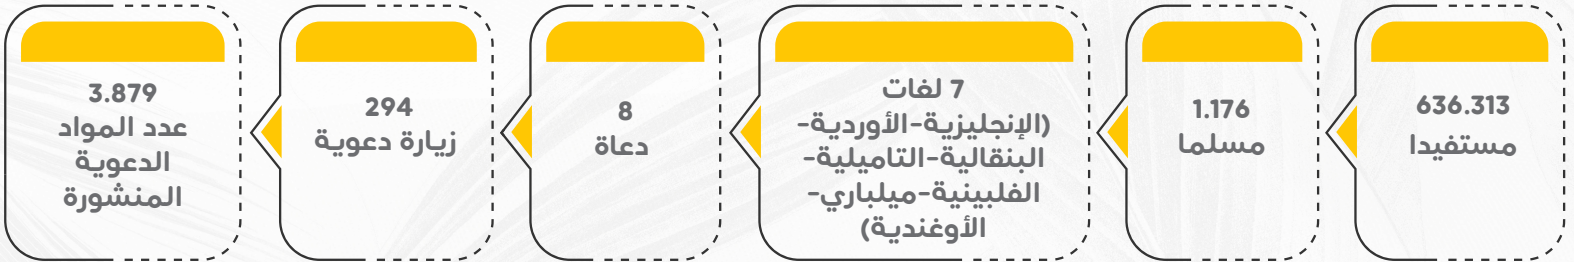 636.313
مستفيدا
1.176
مسلما
7 لغات
(الإنجليزية-الأوردية-
البنقالية-التاميلية-
الفلبينية-ميلباري-
الأوغندية)
8
دعاة
294
زيارة دعوية
3.879
عدد المواد
الدعوية
المنشورة